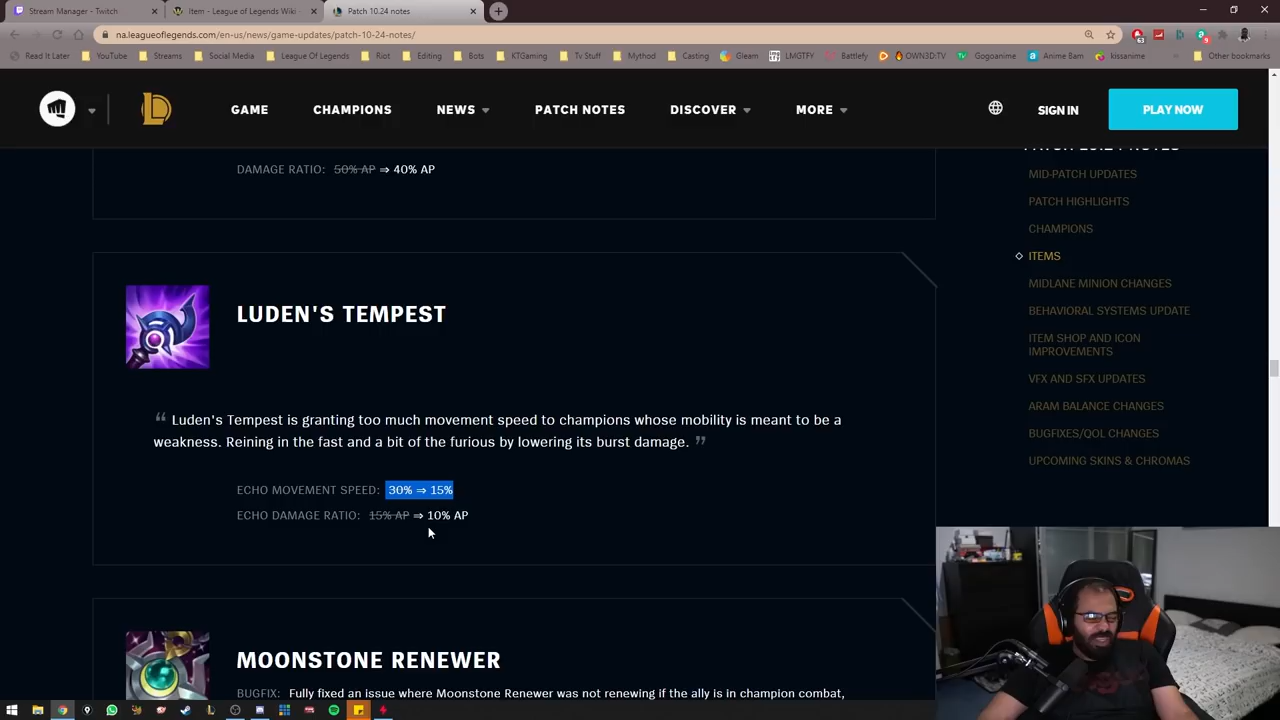 Stream Manager - Twitch
Item - League of Legends Wiki -
Patch 10.24 notes
na.leagueoflegends.com/en-us/news/game-updates/patch-10-24-notes/
Read It Later
YouTube
Streams
Social Media
League Of Legends
Riot
Editing
Bots
KTGaming
Tv Stuff
Mythod
Casting
Gleam
LMGTFY
Battlefy
OWN3D:TV
Gogoanime
Anime Bam
kissanime
»
Other bookmarks
GAME
CHAMPIONS
NEWS
PATCH NOTES
DISCOVER
MORE
SIGN IN
PLAY NOW
DAMAGE RATIO: 50% AP ⇒ 40% AP
LUDEN'S TEMPEST
“ Luden's Tempest is granting too much movement speed to champions whose mobility is meant to be a
weakness. Reining in the fast and a bit of the furious by lowering its burst damage. ”
ECHO MOVEMENT SPEED: 30% ⇒ 15%
ECHO DAMAGE RATIO: 15% AP ⇒ 10% AP
MOONSTONE RENEWER
BUGFIX: Fully fixed an issue where Moonstone Renewer was not renewing if the ally is in champion combat,
MID-PATCH UPDATES
PATCH HIGHLIGHTS
CHAMPIONS
ITEMS
MIDLANE MINION CHANGES
BEHAVIORAL SYSTEMS UPDATE
ITEM SHOP AND ICON
IMPROVEMENTS
VFX AND SFX UPDATES
ARAM BALANCE CHANGES
BUGFIXES/QOL CHANGES
UPCOMING SKINS & CHROMAS